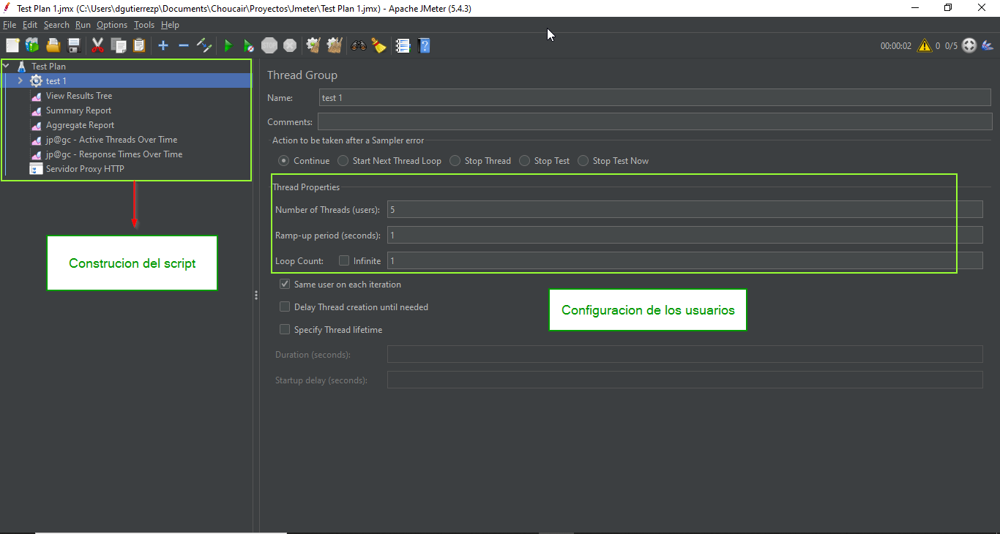 Test Plan 1.jmx (C:\Users\dgutierrezp\Documents\Choucair\Proyectos\Jmeter\Test Plan 1.jmx) - Apache JMeter (5.4.3)
File Edit Search Run Options Tools Help
STOP
00:00:02 0 0/5
Test Plan
test 1
View Results Tree
Summary Report
Aggregate Report
jp@gc - Active Threads Over Time
jp@gc - Response Times Over Time
Servidor Proxy HTTP
Construcion del script
Thread Group
Name: test 1
Comments:
Action to be taken after a Sampler error
Continue Start Next Thread Loop Stop Thread Stop Test Stop Test Now
Thread Properties
Number of Threads (users): 5
Ramp-up period (seconds): 1
Loop Count: Infinite 1
Same user on each iteration
Delay Thread creation until needed
Specify Thread lifetime
Configuracion de los usuarios
Duration (seconds):
Startup delay (seconds):